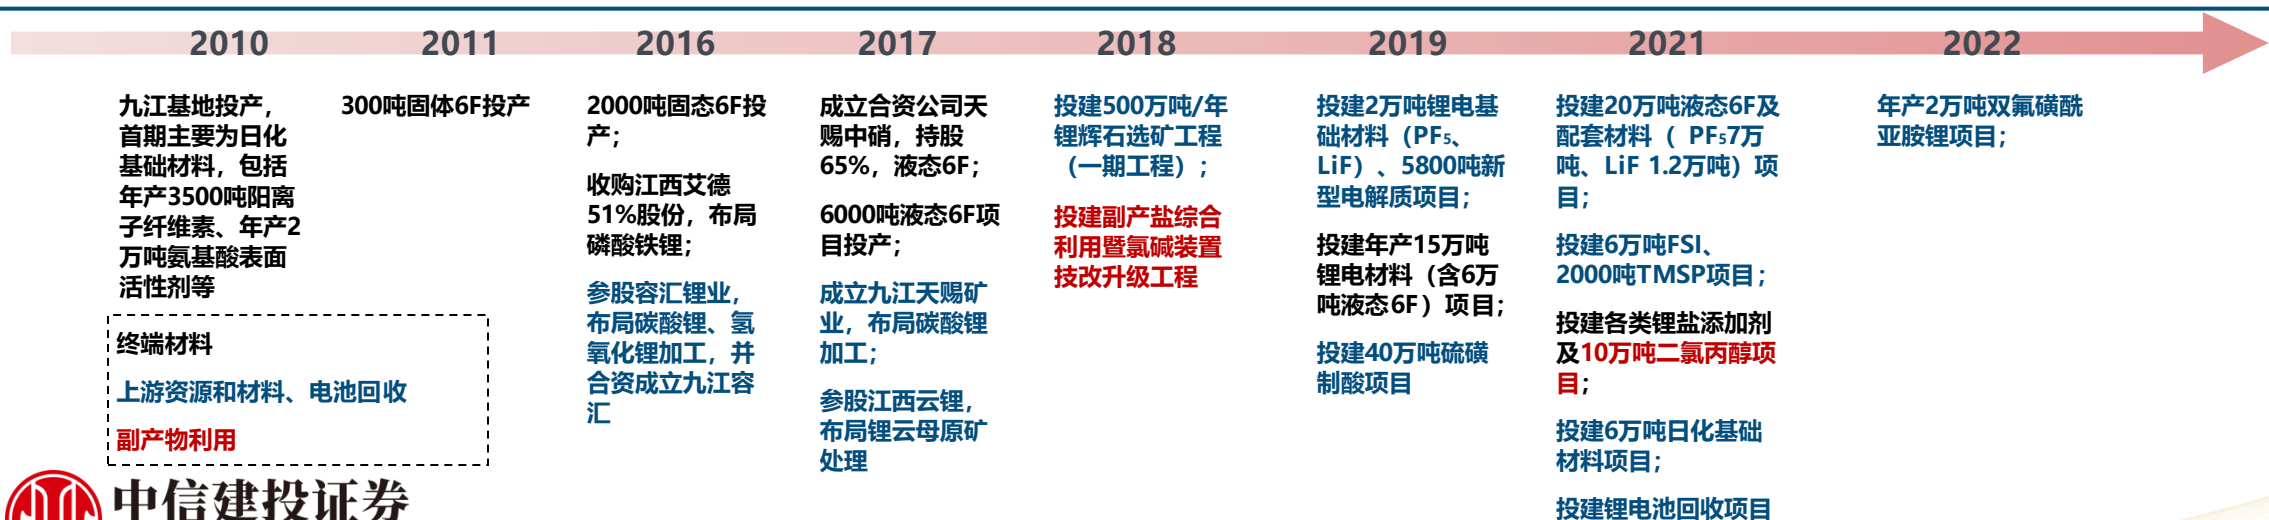 2010
2011
2016
2017
2018
2019
2021
2022
九江基地投产，
首期主要为日化
基础材料，包括
年产3500吨阳离
子纤维素、年产2
万吨氨基酸表面
活性剂等
300吨固体6F投产
2000吨固态6F投
产；
收购江西艾德
51%股份，布局
磷酸铁锂；
参股容汇锂业，
布局碳酸锂、氢
氧化锂加工，并
合资成立九江容
汇
成立合资公司天
赐中硝，持股
65%，液态6F；
6000吨液态6F项
目投产；
成立九江天赐矿
业，布局碳酸锂
加工；
参股江西云锂，
布局锂云母原矿
处理
投建500万吨/年
锂辉石选矿工程
（一期工程）；
投建副产盐综合
利用暨氯碱装置
技改升级工程
投建2万吨锂电基
础材料（PF₅、
LiF）、5800吨新
型电解质项目；
投建年产15万吨
锂电材料（含6万
吨液态6F）项目；
投建40万吨硫磺
制酸项目
投建20万吨液态6F及
配套材料（ PF₅7万
吨、LiF 1.2万吨）项
目；
投建6万吨FSI、
2000吨TMSP项目；
投建各类锂盐添加剂
及10万吨二氯丙醇项
目；
投建6万吨日化基础
材料项目；
投建锂电池回收项目
年产2万吨双氟磺酰
亚胺锂项目；
终端材料
上游资源和材料、电池回收
副产物利用
中信建投证券